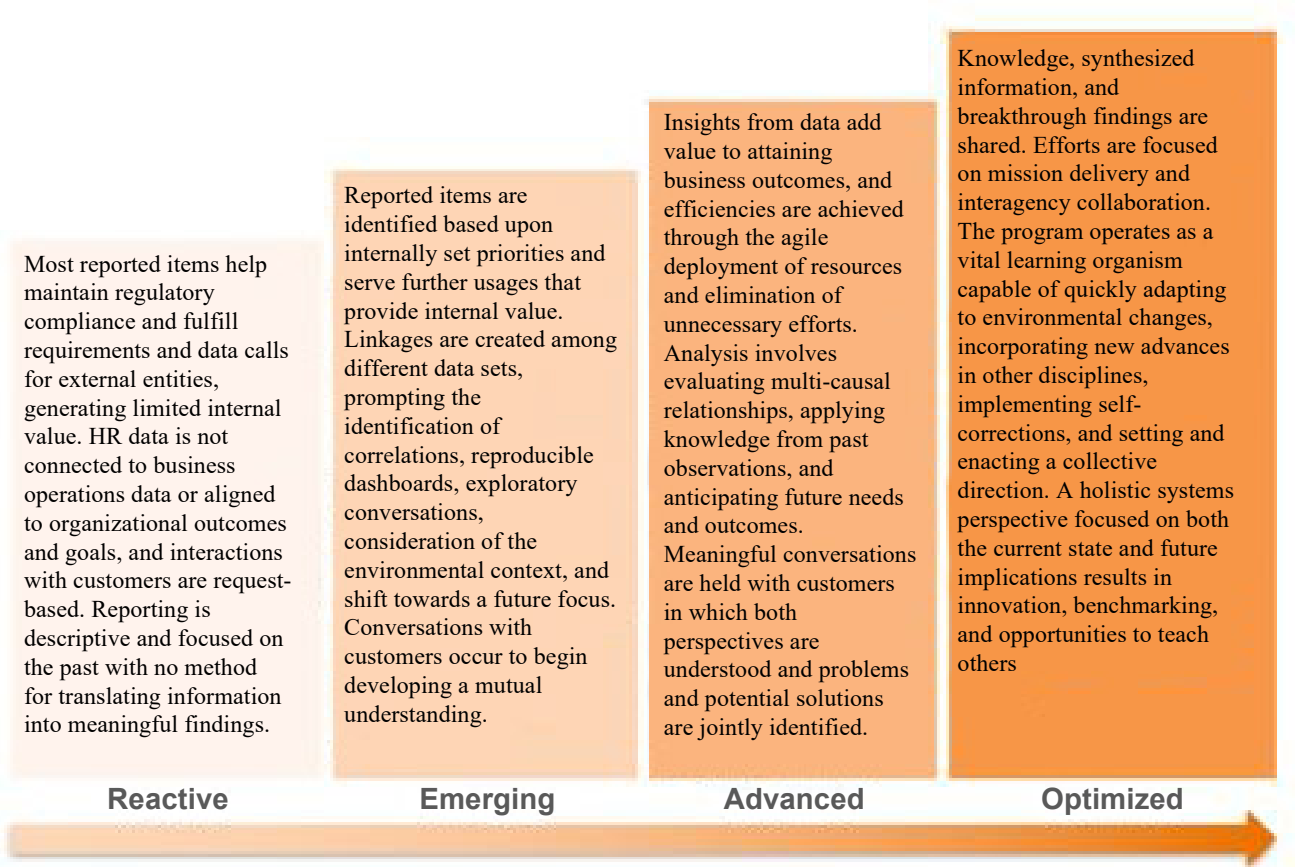 Most reported items help
maintain regulatory
compliance and fulfill
requirements and data calls
for external entities,
generating limited internal
value. HR data is not
connected to business
operations data or aligned
to organizational outcomes
and goals, and interactions
with customers are request-
based. Reporting is
descriptive and focused on
the past with no method
for translating information
into meaningful findings.
Reactive
Reported items are
identified based upon
internally set priorities and
serve further usages that
provide internal value.
Linkages are created among
different data sets,
prompting the
identification of
correlations, reproducible
dashboards, exploratory
conversations,
consideration of the
environmental context, and
shift towards a future focus.
Conversations with
customers occur to begin
developing a mutual
understanding.
Emerging
Insights from data add
value to attaining
business outcomes, and
efficiencies are achieved
through the agile
deployment of resources
and elimination of
unnecessary efforts.
Analysis involves
evaluating multi-causal
relationships, applying
knowledge from past
observations, and
anticipating future needs
and outcomes.
Meaningful conversations
are held with customers
in which both
perspectives are
understood and problems
and potential solutions
are jointly identified.
Advanced
Knowledge, synthesized
information, and
breakthrough findings are
shared. Efforts are focused
on mission delivery and
interagency collaboration.
The program operates as a
vital learning organism
capable of quickly adapting
to environmental changes,
incorporating new advances
in other disciplines,
implementing self-
corrections, and setting and
enacting a collective
direction. A holistic systems
perspective focused on both
the current state and future
implications results in
innovation, benchmarking,
and opportunities to teach
others
Optimized